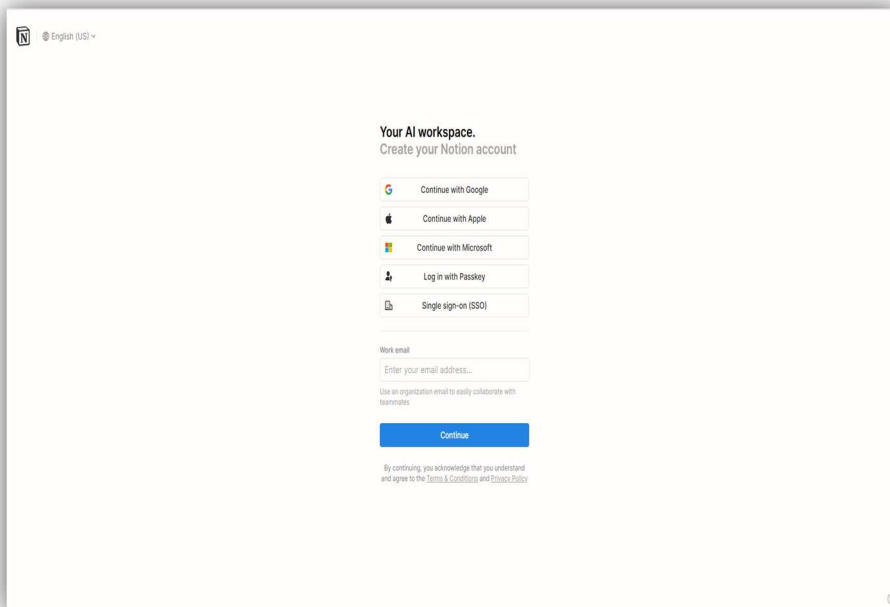 N
English (US)
Your AI workspace.
Create your Notion account
Continue with Google
Continue with Apple
Continue with Microsoft
Log in with Passkey
Single sign-on (SSO)
Work email
Enter your email address...
Use an organization email to easily collaborate with
teammates
Continue
By continuing, you acknowledge that you understand
and agree to the Terms & Conditions and Privacy Policy